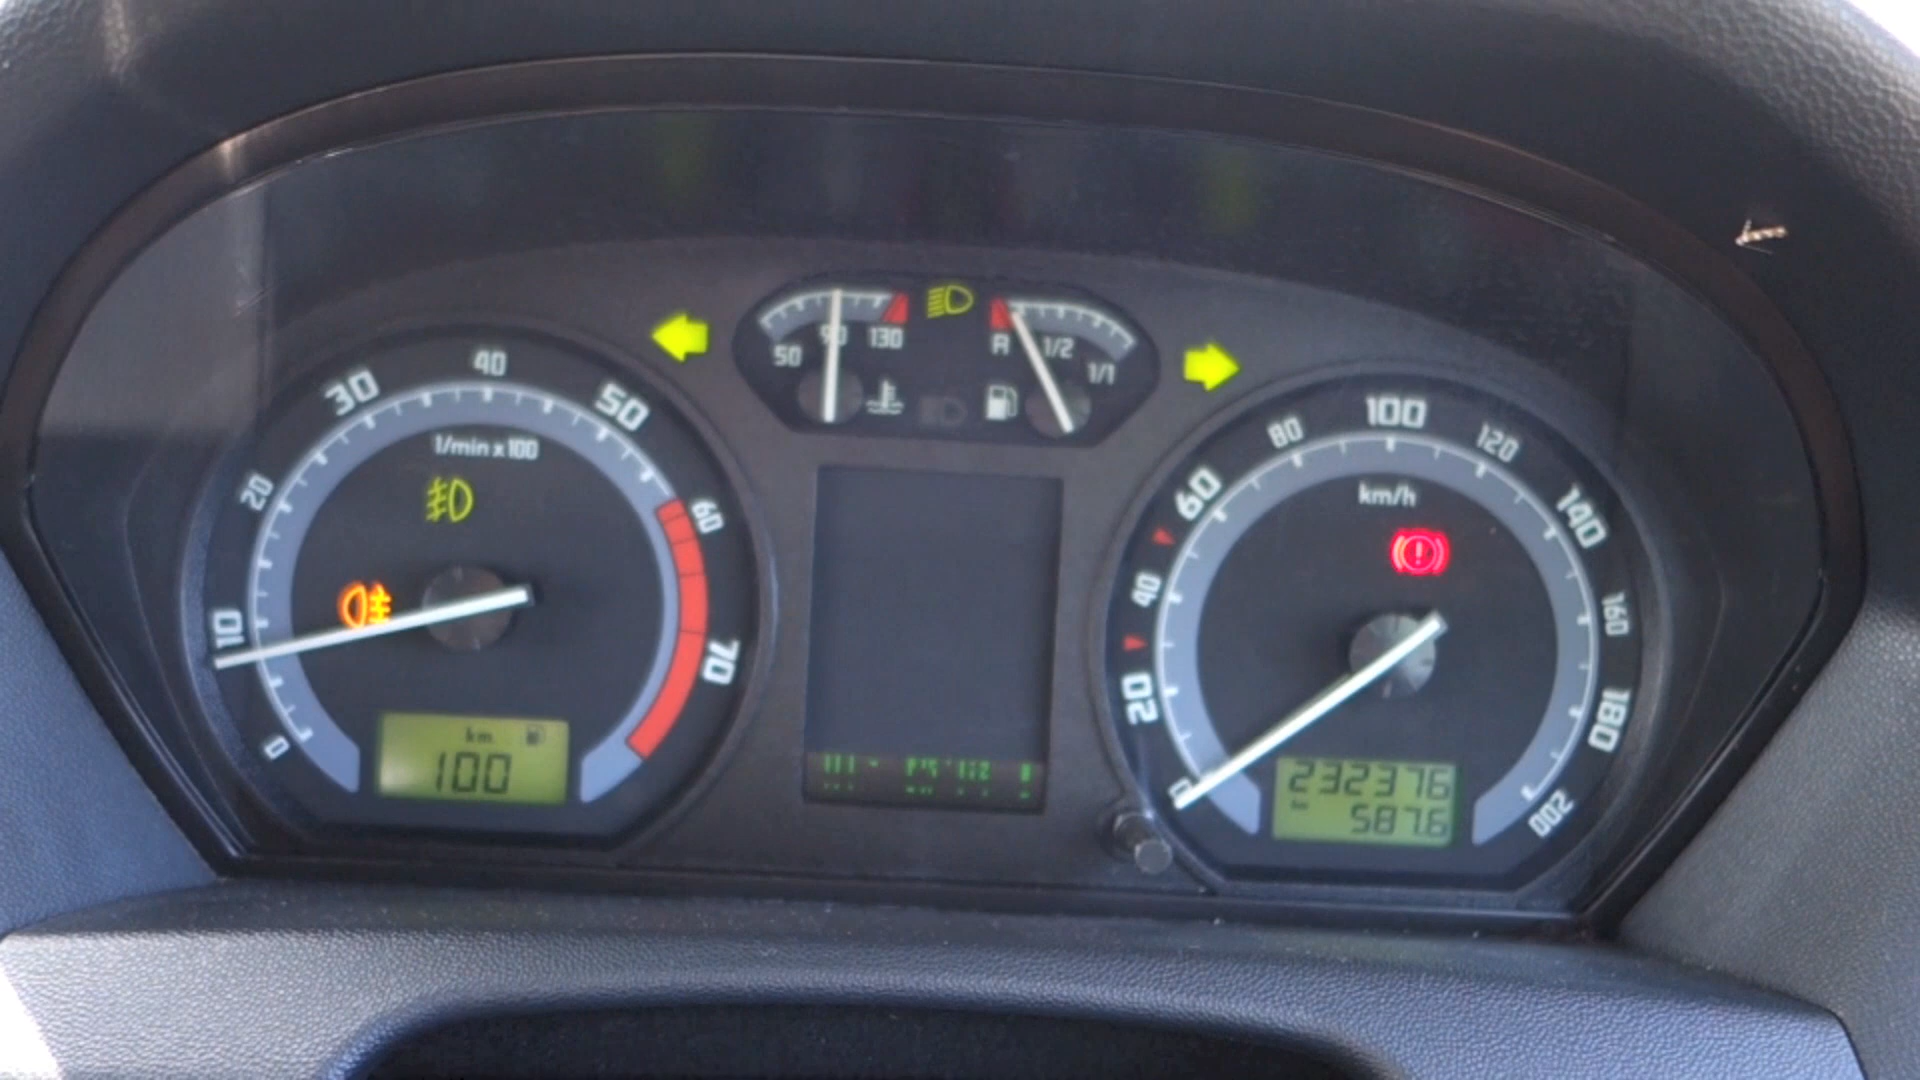 50 90 130
R 1/2 1/1
0 10 20 30 40 50 60 70
1/min x 100
km
100
0 20 40 60 80 100 120 140 160 180 200
km/h
232376
km
587.6